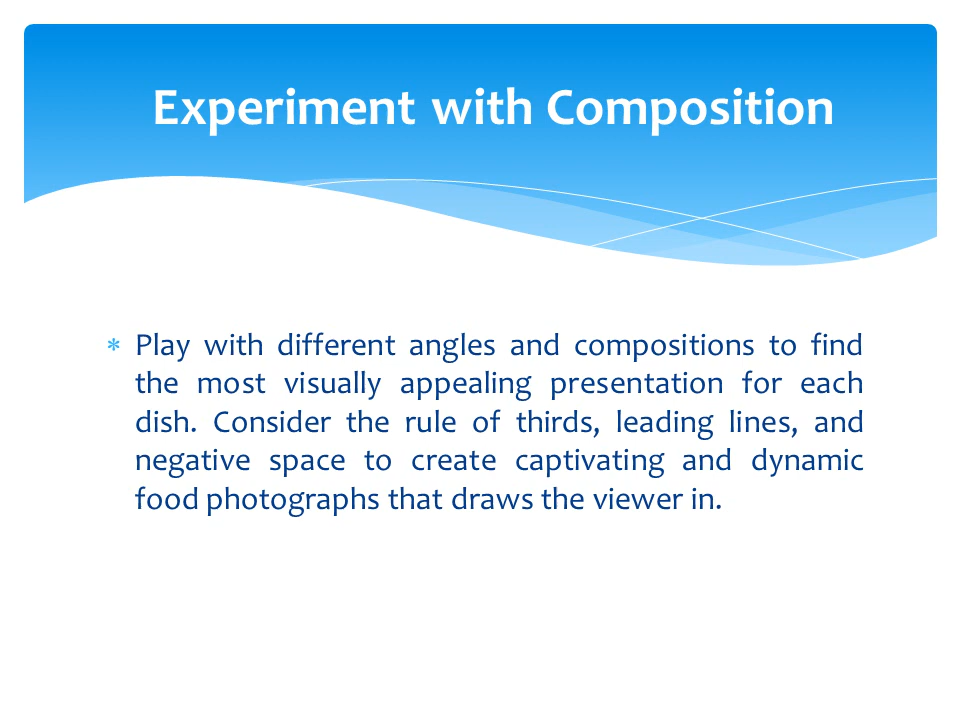 Experiment with Composition
* Play with different angles and compositions to find
the most visually appealing presentation for each
dish. Consider the rule of thirds, leading lines, and
negative space to create captivating and dynamic
food photographs that draws the viewer in.